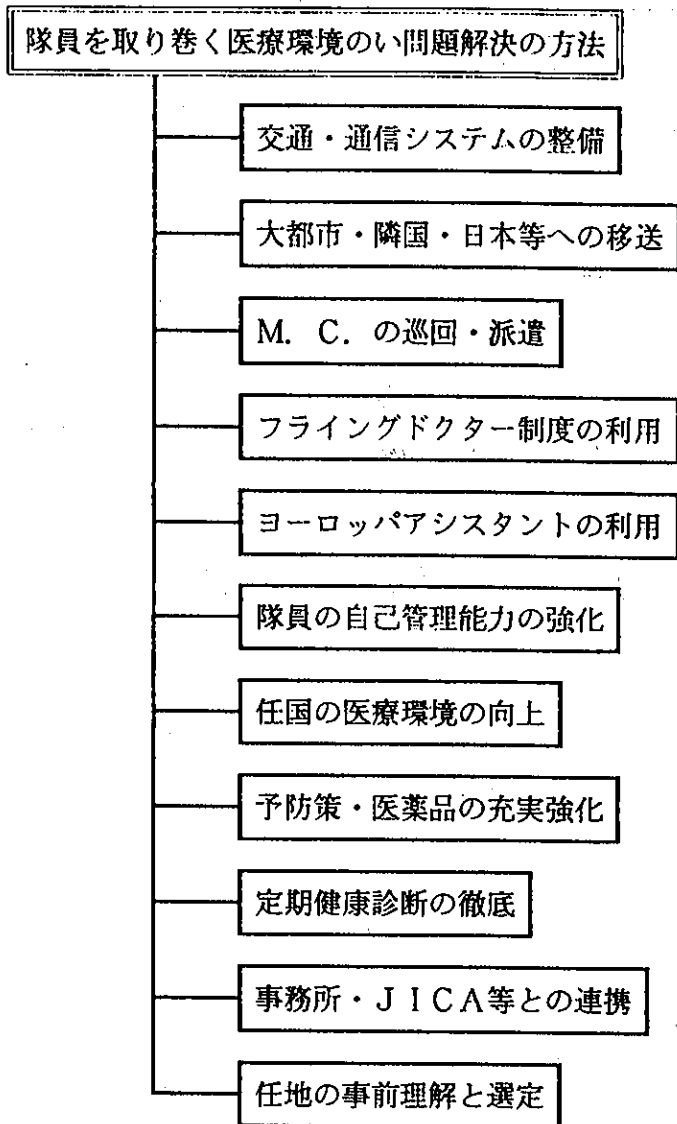 隊員を取り巻く医療環境のい問題解決の方法
交通・通信システムの整備
大都市・隣国・日本等への移送
M. C. の巡回・派遣
フライングドクター制度の利用
ヨーロッパアシスタントの利用
隊員の自己管理能力の強化
任国の医療環境の向上
予防策・医薬品の充実強化
定期健康診断の徹底
事務所・JICA等との連携
任地の事前理解と選定